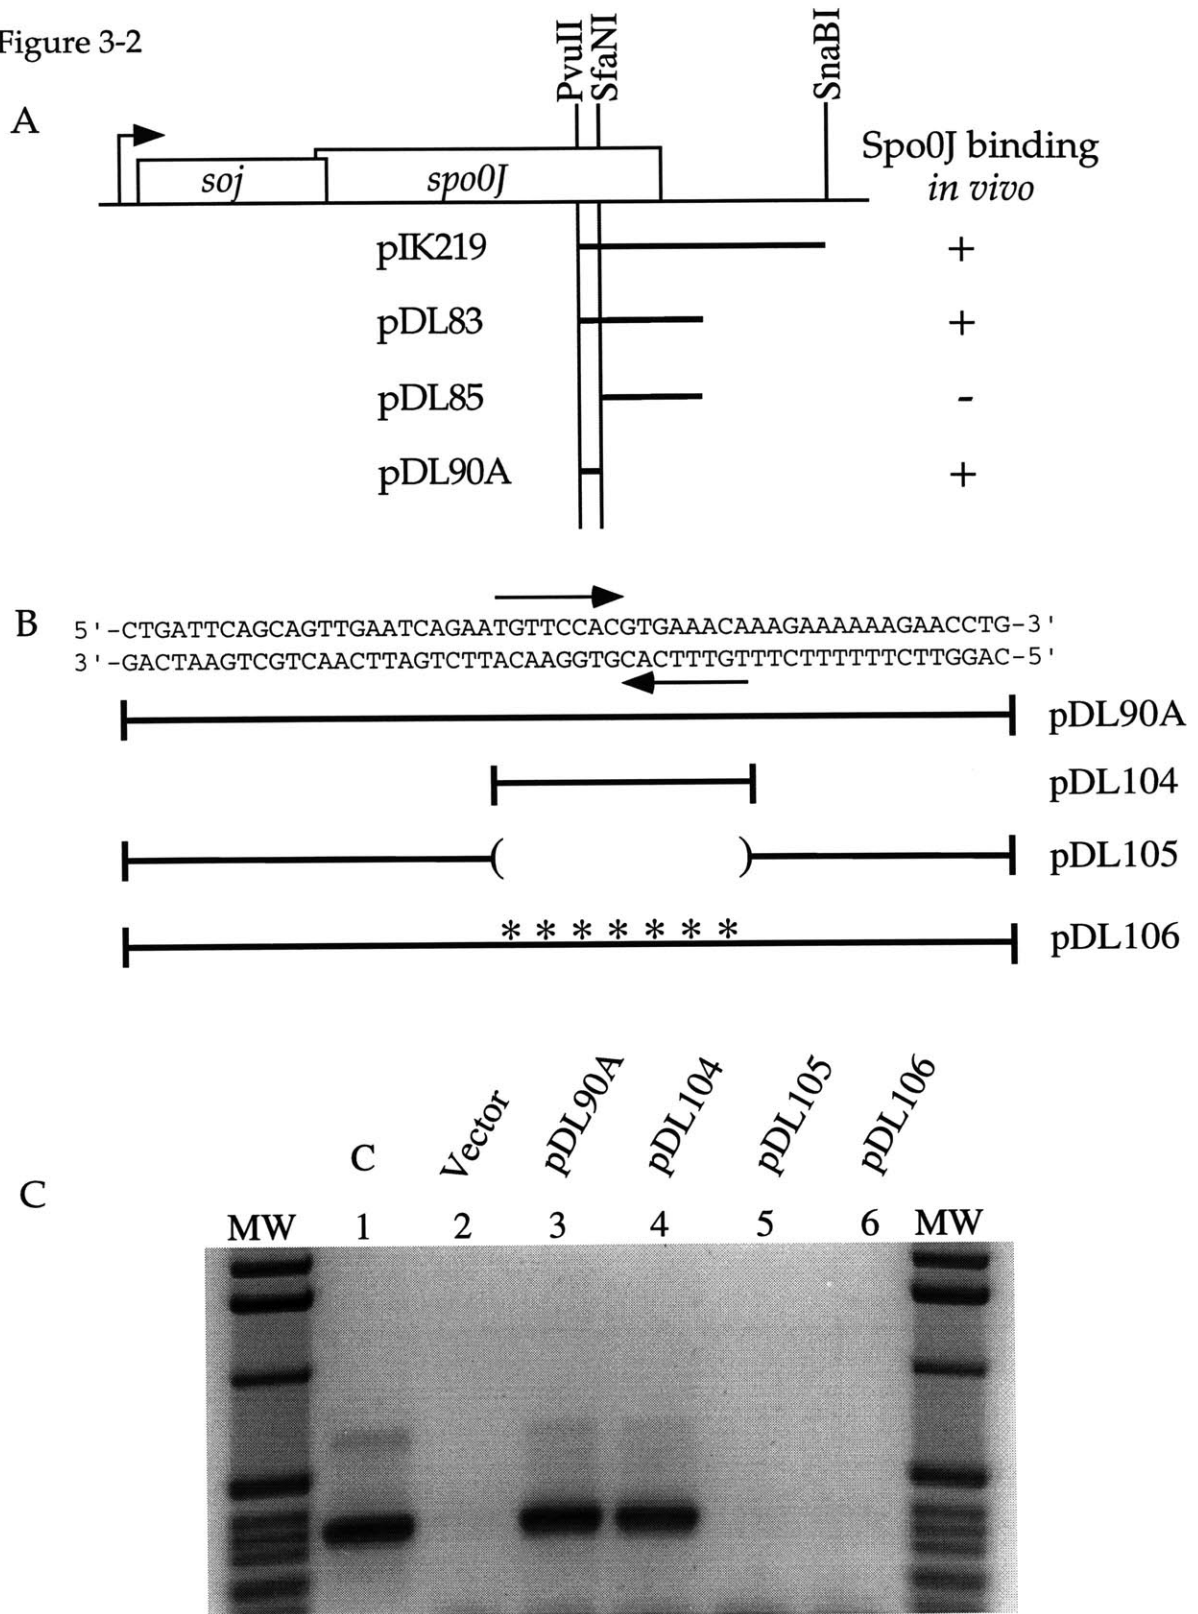 Figure 3-2
A
PvuII
SfaNI
SnaBI
soj
spo0J
Spo0J binding
in vivo
pIK219 +
pDL83 +
pDL85 -
pDL90A +
B
5'-CTGATTCAGCAGTTGAATCAGAATGTTCCACGTGAAACAAAGAAAAAAGAACCTG-3'
3'-GACTAAGTCGTCAACTTAGTCTTACAAGGTGCACTTTGTTTCTTTTTTCTTGGAC-5'
pDL90A
pDL104
( ) pDL105
* * * * * * * pDL106
C
C Vector pDL90A pDL104 pDL105 pDL106
MW 1 2 3 4 5 6 MW